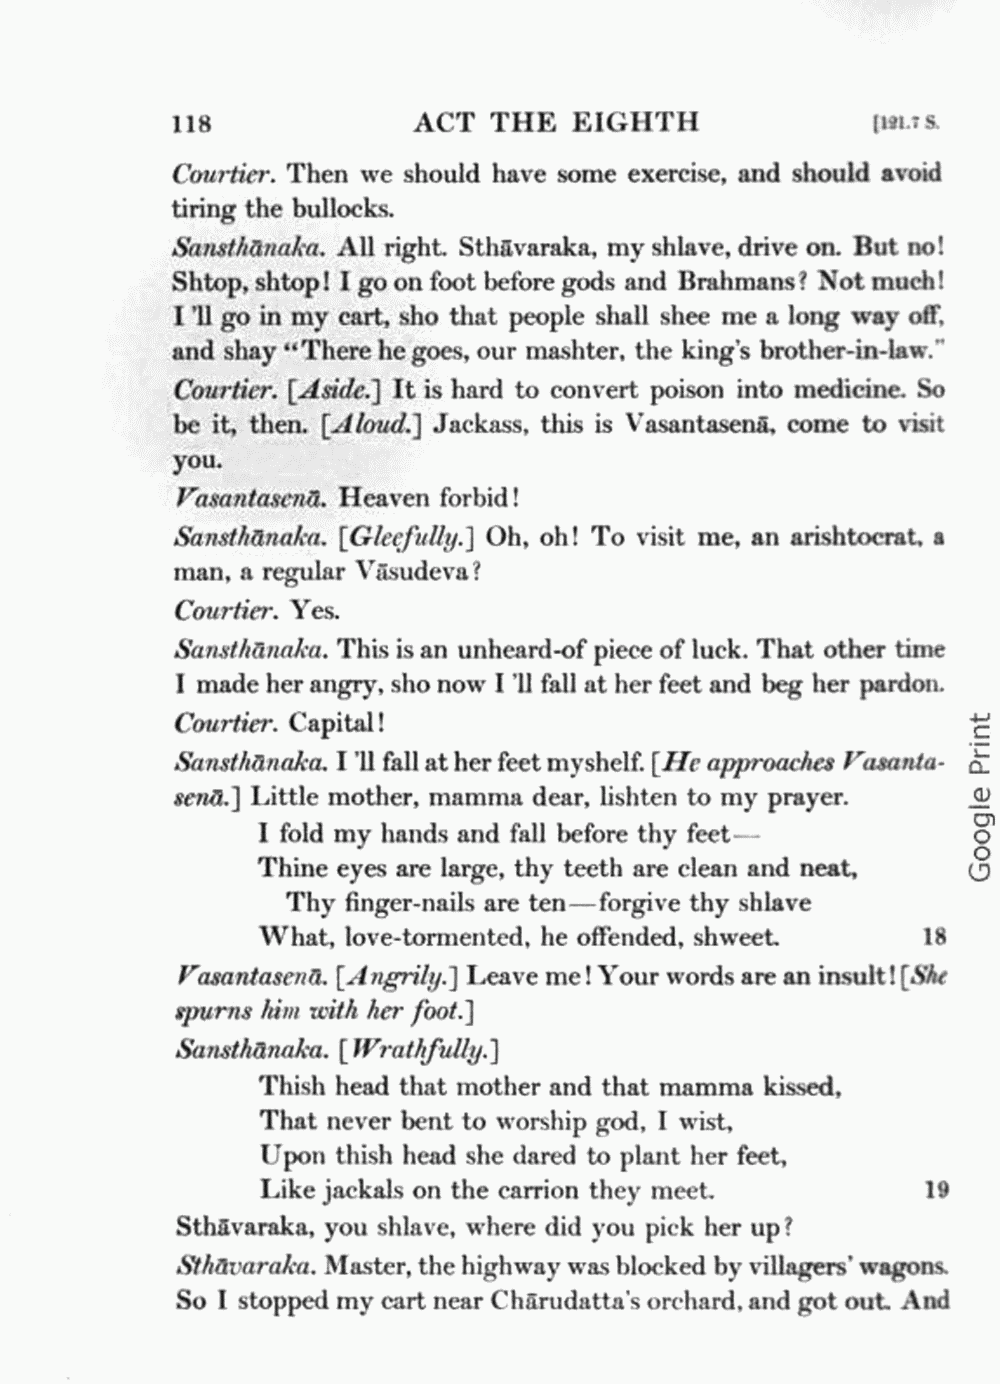 118 ACT THE EIGHTH [121.7 S.
Courtier. Then we should have some exercise, and should avoid
tiring the bullocks.
Sansthānaka. All right. Sthāvaraka, my shlave, drive on. But no!
Shtop, shtop! I go on foot before gods and Brahmans? Not much!
I 'll go in my cart, sho that people shall shee me a long way off,
and shay "There he goes, our mashter, the king's brother-in-law."
Courtier. [Aside.] It is hard to convert poison into medicine. So
be it, then. [Aloud.] Jackass, this is Vasantasenā, come to visit
you.
Vasantasenā. Heaven forbid!
Sansthānaka. [Gleefully.] Oh, oh! To visit me, an arishtocrat, a
man, a regular Vāsudeva?
Courtier. Yes.
Sansthānaka. This is an unheard-of piece of luck. That other time
I made her angry, sho now I 'll fall at her feet and beg her pardon.
Courtier. Capital!
Sansthānaka. I 'll fall at her feet myshelf. [He approaches Vasanta-
senā.] Little mother, mamma dear, lishten to my prayer.
I fold my hands and fall before thy feet—
Thine eyes are large, thy teeth are clean and neat,
Thy finger-nails are ten—forgive thy shlave
What, love-tormented, he offended, shweet. 18
Vasantasenā. [Angrily.] Leave me! Your words are an insult! [She
spurns him with her foot.]
Sansthānaka. [Wrathfully.]
Thish head that mother and that mamma kissed,
That never bent to worship god, I wist,
Upon thish head she dared to plant her feet,
Like jackals on the carrion they meet. 19
Sthāvaraka, you shlave, where did you pick her up?
Sthāvaraka. Master, the highway was blocked by villagers' wagons.
So I stopped my cart near Chārudatta's orchard, and got out. And
Google Print